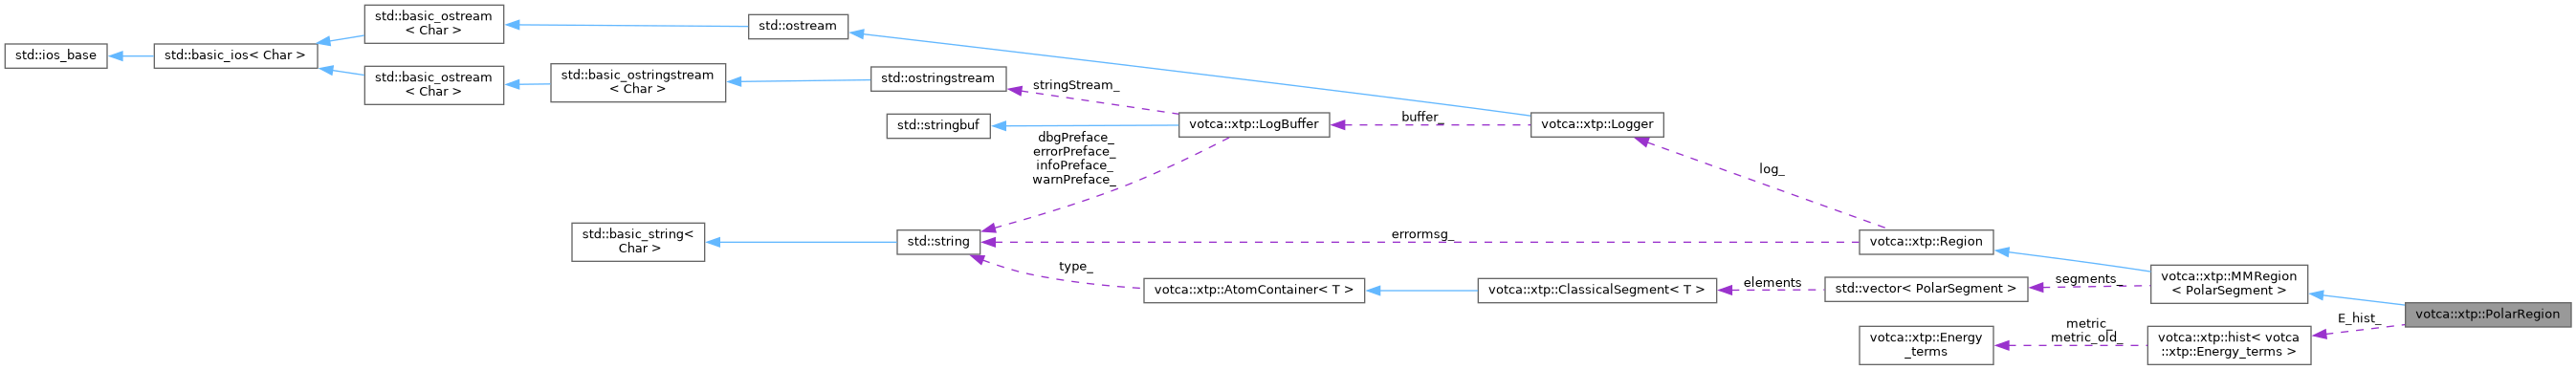 std::basic_ostream
< Char >
std::ostream
std::ios_base
std::basic_ios< Char >
std::basic_ostream
< Char >
std::basic_ostringstream
< Char >
std::ostringstream
stringStream_
std::stringbuf
votca::xtp::LogBuffer
buffer_
votca::xtp::Logger
dbgPreface_
errorPreface_
infoPreface_
warnPreface_
log_
std::basic_string<
Char >
std::string
errormsg_
votca::xtp::Region
type_
votca::xtp::AtomContainer< T >
votca::xtp::ClassicalSegment< T >
elements
std::vector< PolarSegment >
segments_
votca::xtp::MMRegion
< PolarSegment >
votca::xtp::PolarRegion
E_hist_
votca::xtp::Energy
_terms
metric_
metric_old_
votca::xtp::hist< votca
::xtp::Energy_terms >